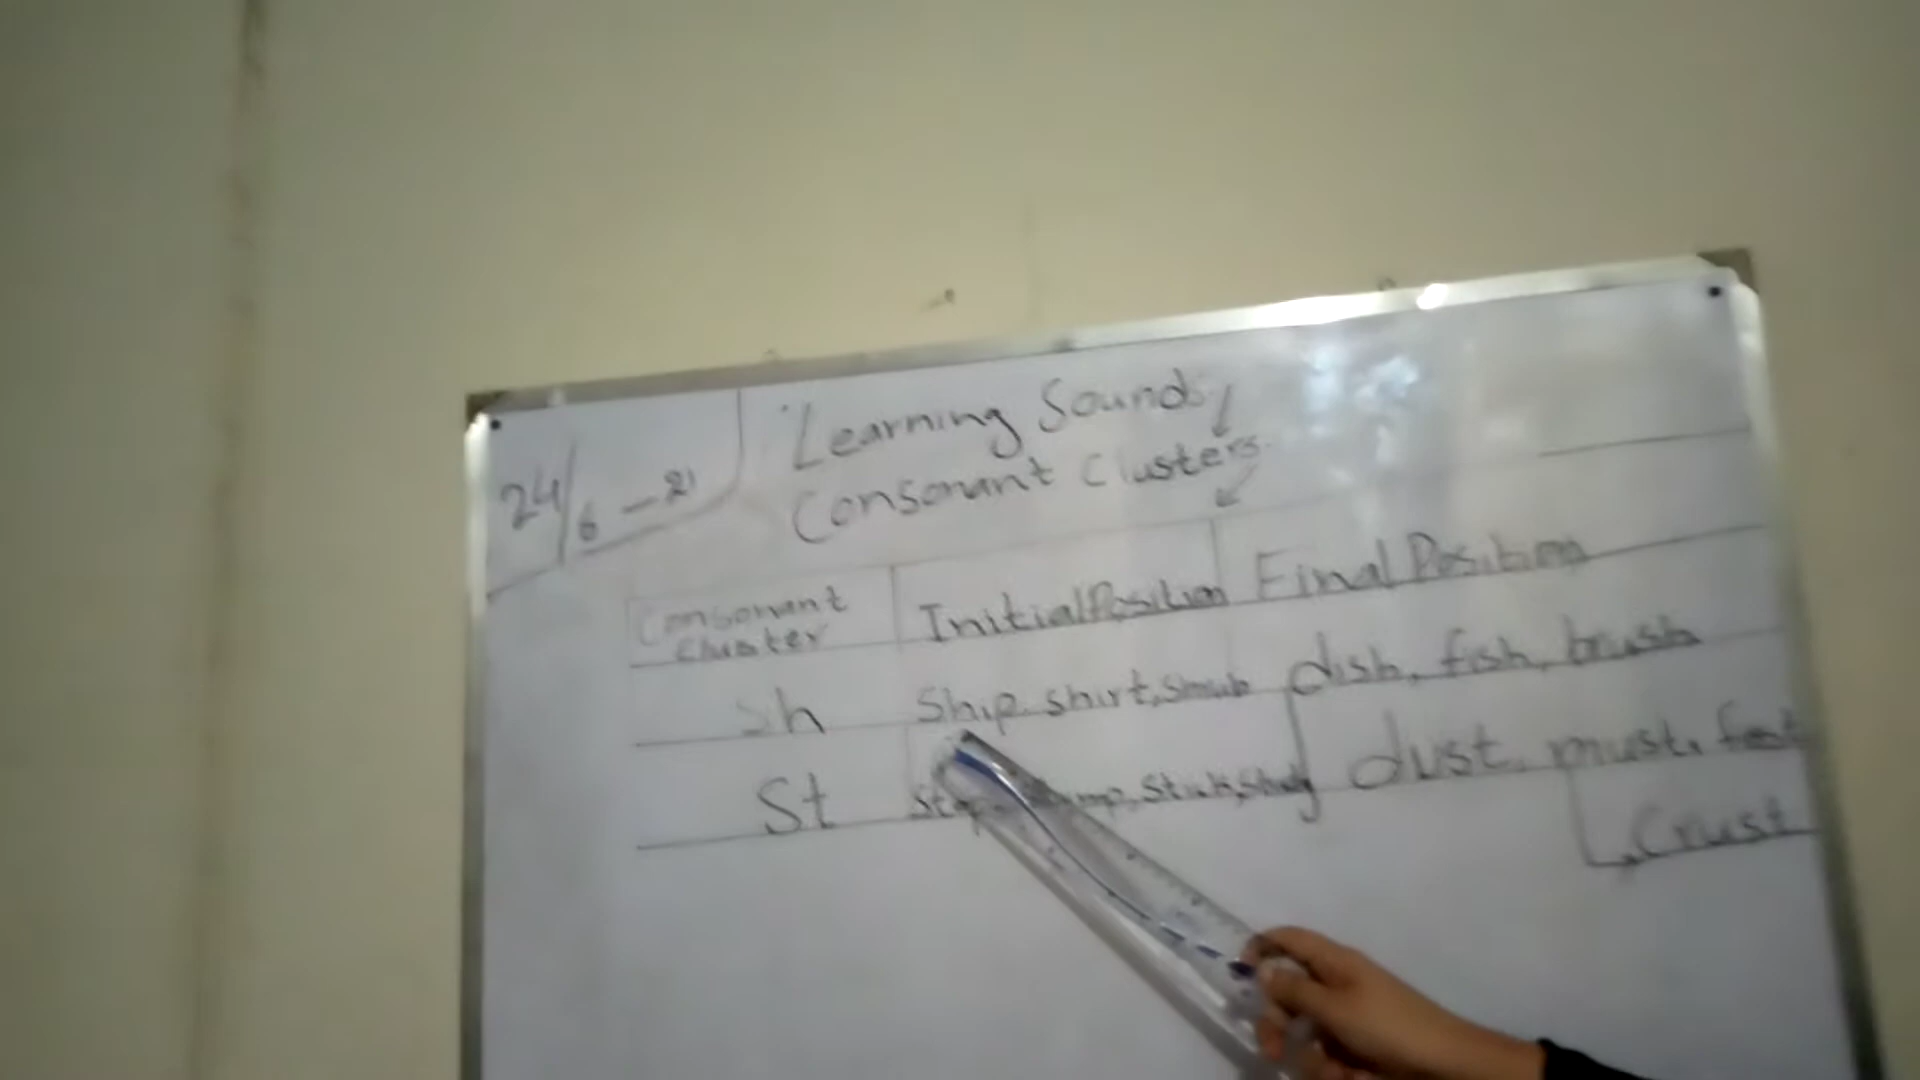 24/6-21
Learning Sounds
Consonant Clusters
Consonant Cluster Initial Position Final Position
Sh Ship, shirt, dish, fish, brush
St dust, must,
Crust